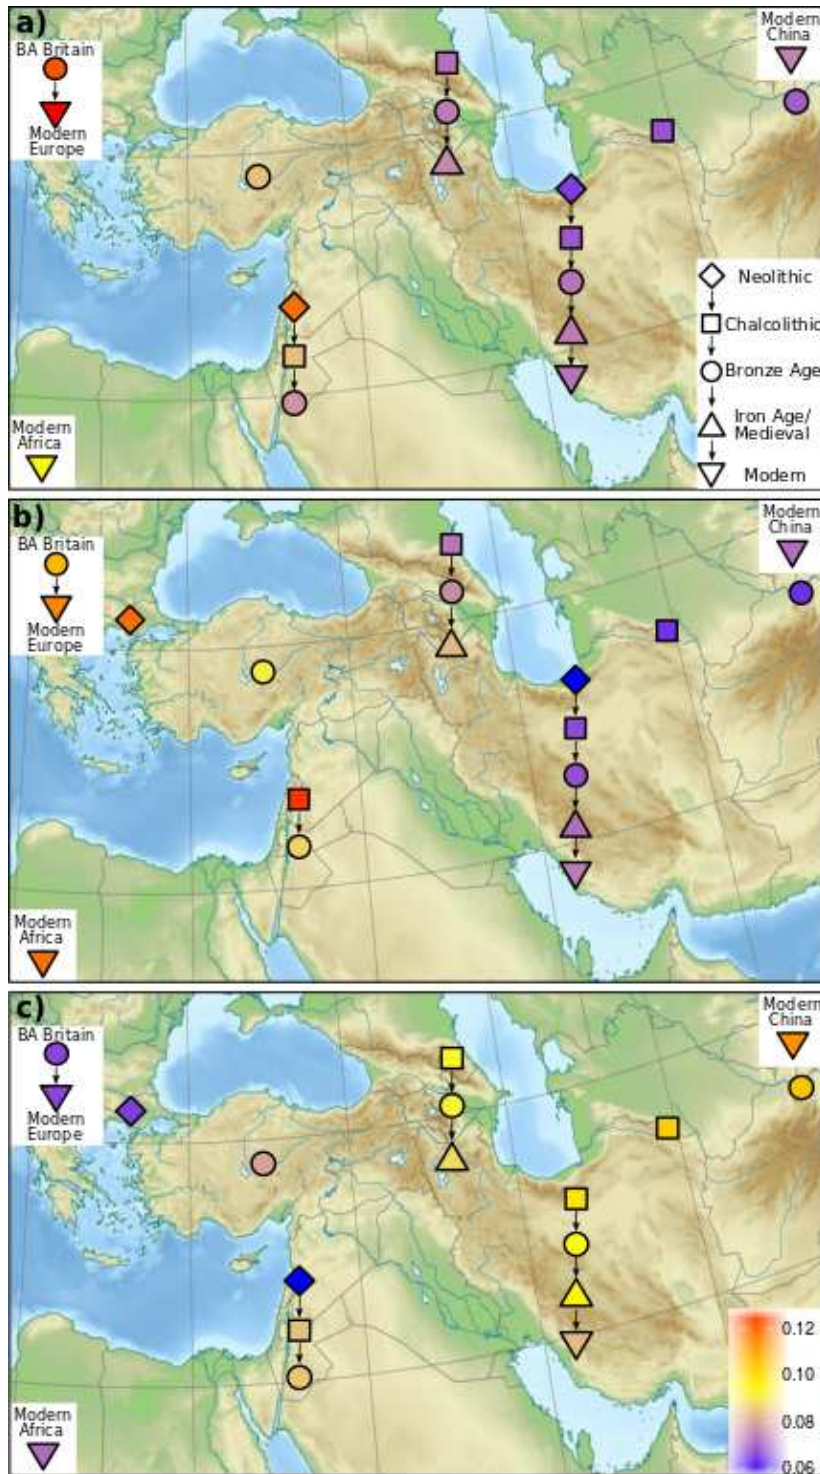 a)
BA Britain
Modern
Europe
Modern
China
Neolithic
Chalcolithic
Bronze Age
Iron Age/
Medieval
Modern
Modern
Africa
b)
BA Britain
Modern
Europe
Modern
China
Modern
Africa
c)
BA Britain
Modern
Europe
Modern
China
Modern
Africa
0.12
0.10
0.08
0.06